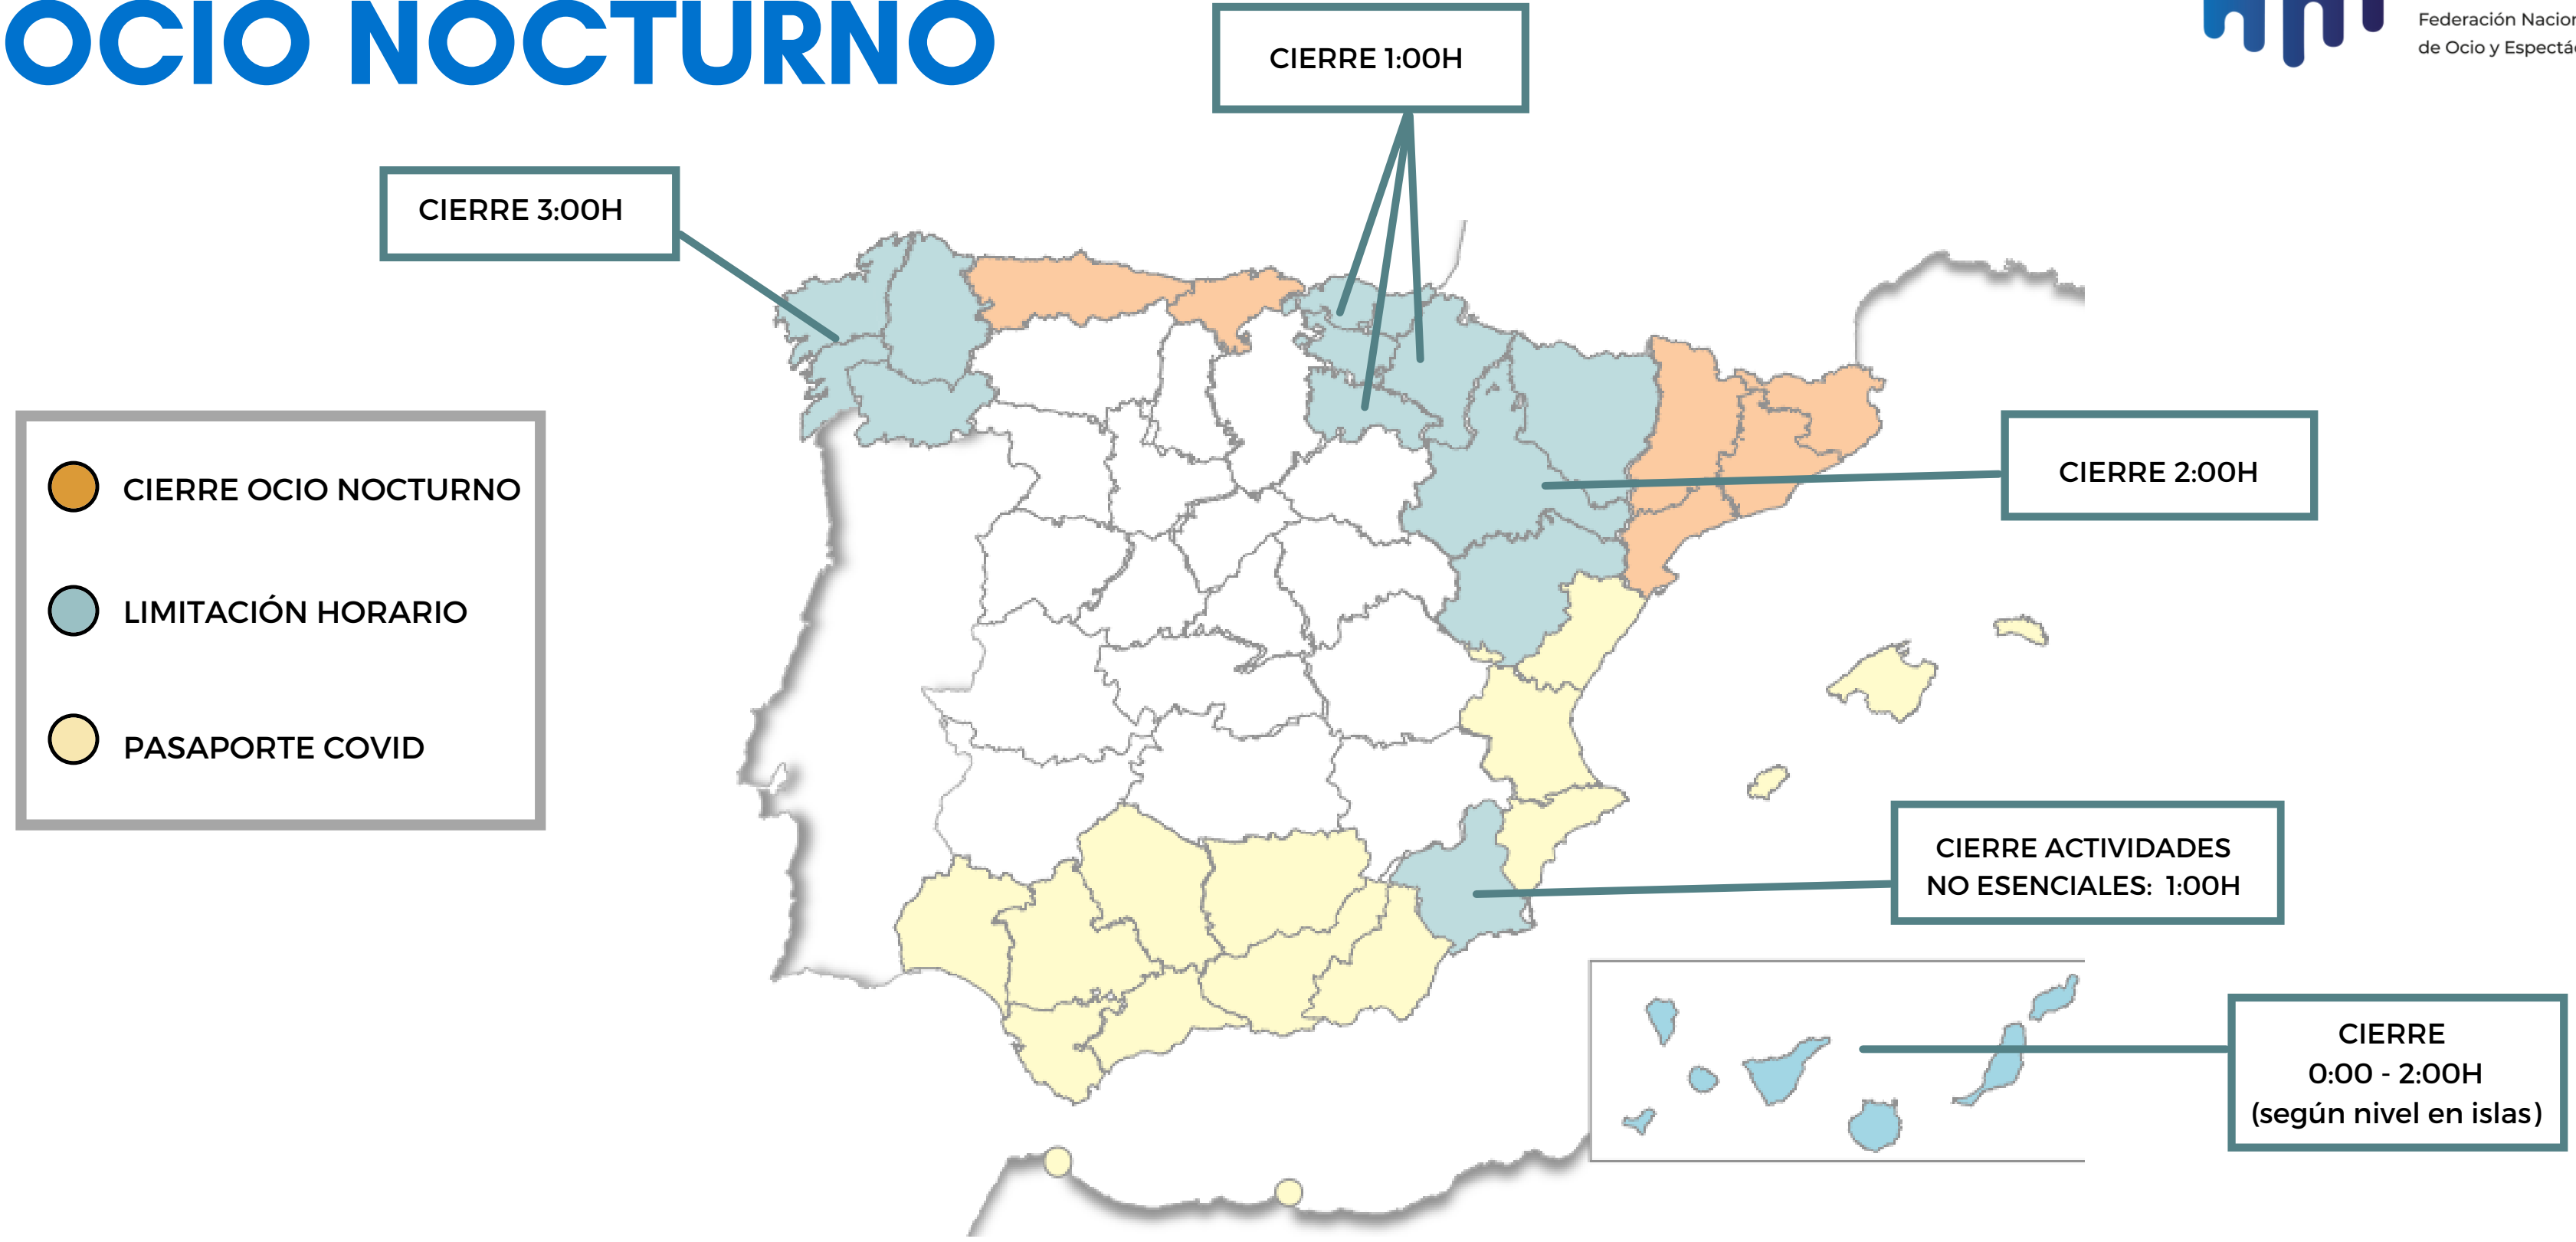 OCIO NOCTURNO
Federación Nacion
de Ocio y Espectác
CIERRE 1:00H
CIERRE 3:00H
CIERRE OCIO NOCTURNO
LIMITACIÓN HORARIO
PASAPORTE COVID
CIERRE 2:00H
CIERRE ACTIVIDADES
NO ESENCIALES: 1:00H
CIERRE
0:00 - 2:00H
(según nivel en islas)